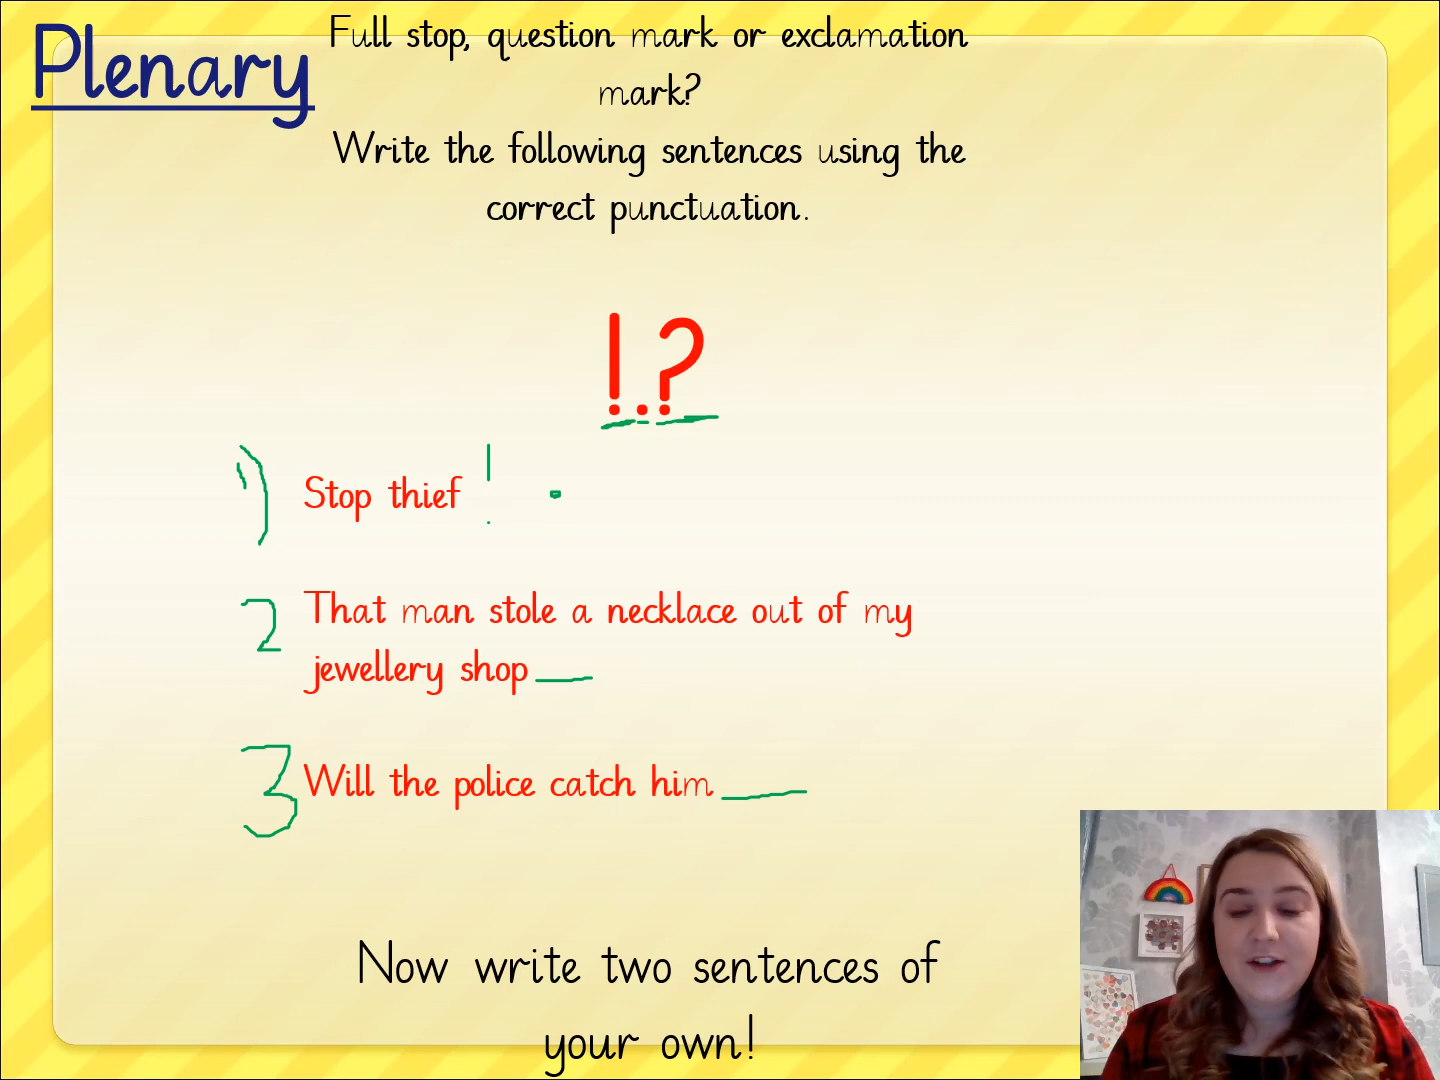 Plenary
Full stop, question mark or exclamation
mark?
Write the following sentences using the
correct punctuation.
!.?
1) Stop thief ! .
2 That man stole a necklace out of my
jewellery shop __
3 Will the police catch him __
Now write two sentences of
your own!